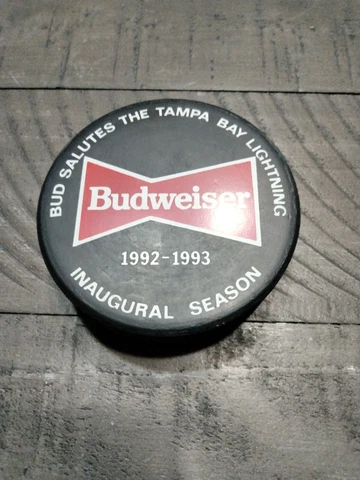 BUD SALUTES THE TAMPA BAY LIGHTNING
Budweiser
1992-1993
INAUGURAL SEASON